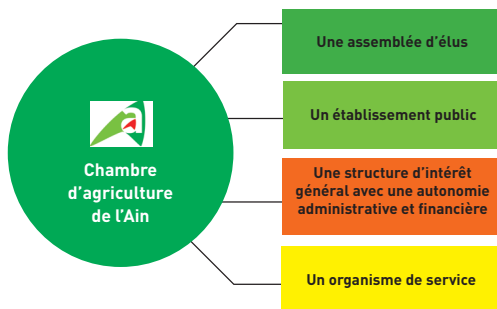 Chambre
d'agriculture
de l'Ain
Une assemblée d'élus
Un établissement public
Une structure d'intérêt
général avec une autonomie
administrative et financière
Un organisme de service